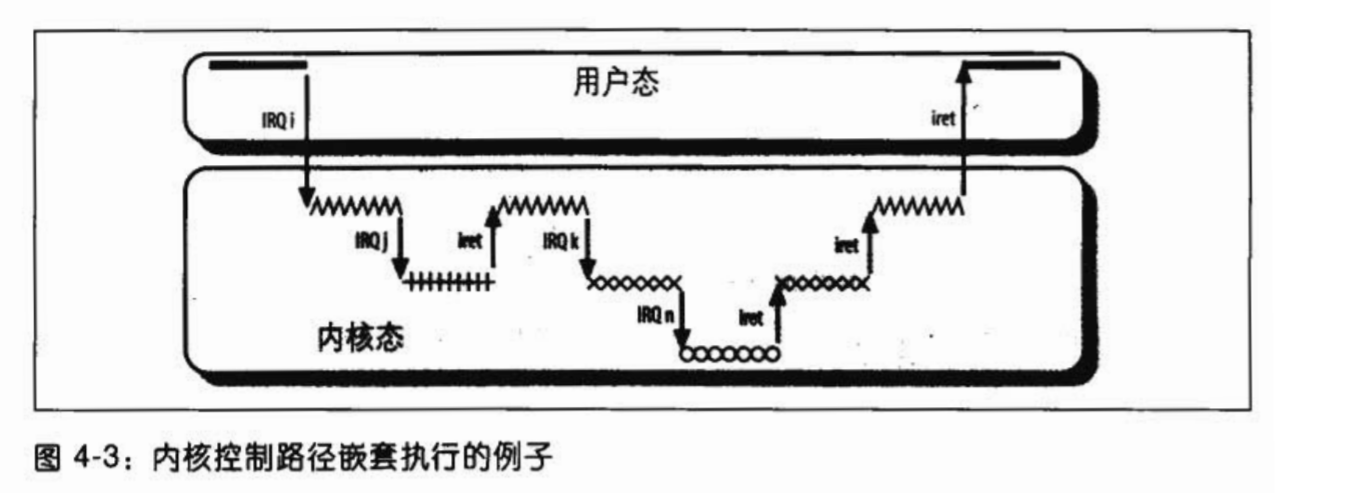 用户态
IRQ i
iret
IRQ j
iret
IRQ k
iret
IRQ n
iret
内核态
图 4-3：内核控制路径嵌套执行的例子